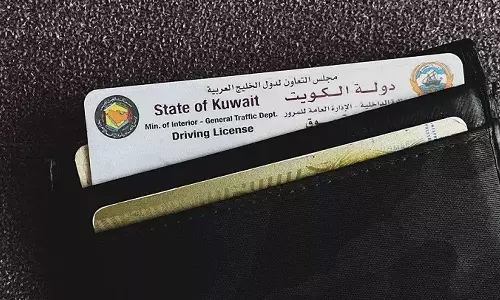 مجلس التعاون لدول الخليج العربية
State of Kuwait دولة الكويت
Min. of Interior - General Traffic Dept. الداخلية - الإدارة العامة للمرور
Driving License